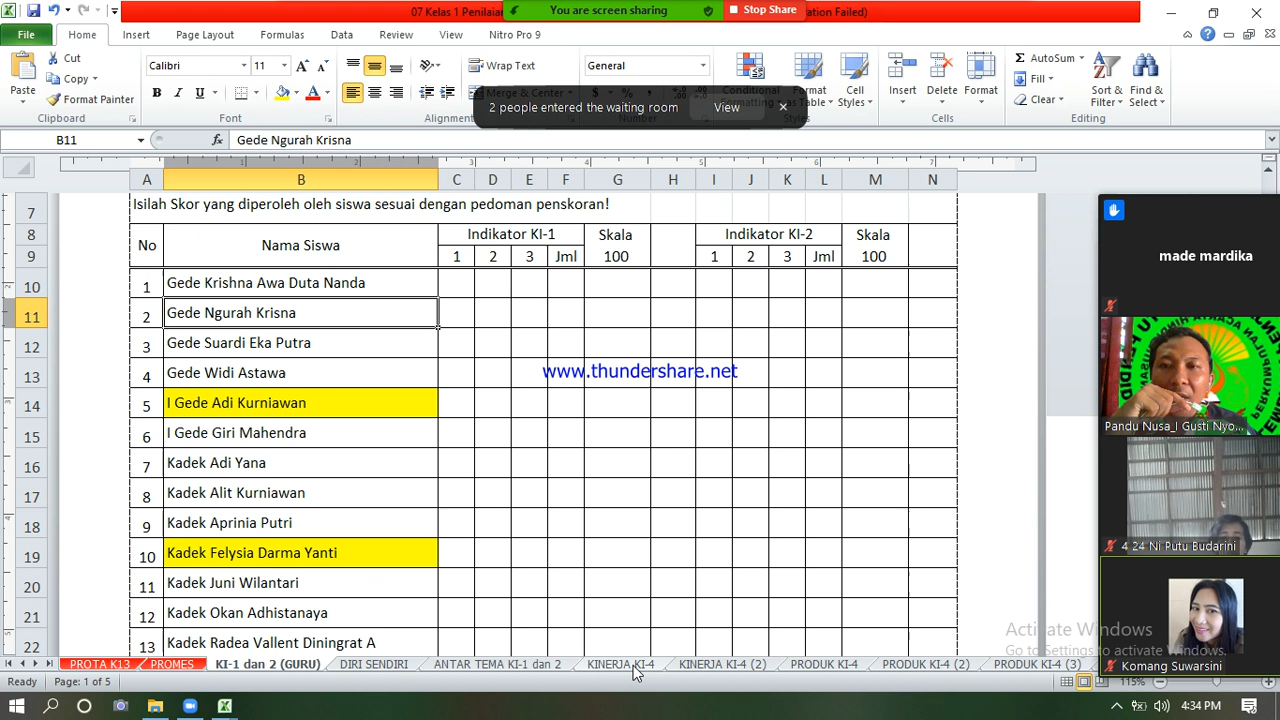 07 Kelas 1 Penilaian
You are screen sharing
Stop Share
ation Failed)
File Home Insert Page Layout Formulas Data Review View Nitro Pro 9
Paste
Cut
Copy
Format Painter
Clipboard
Calibri 11
B I U
Font
Wrap Text
Merge & Center
Alignment
General
$ % ,
Number
Conditional Formatting
Format as Table
Cell Styles
Styles
Insert Delete Format
Cells
AutoSum
Fill
Clear
Sort & Filter
Find & Select
Editing
2 people entered the waiting room View
B11 fx Gede Ngurah Krisna
A B C D E F G H I J K L M N
7 Isilah Skor yang diperoleh oleh siswa sesuai dengan pedoman penskoran!
8 No Nama Siswa Indikator KI-1 Skala Indikator KI-2 Skala
9 1 2 3 Jml 100 1 2 3 Jml 100
10 1 Gede Krishna Awa Duta Nanda
11 2 Gede Ngurah Krisna
12 3 Gede Suardi Eka Putra
13 4 Gede Widi Astawa
www.thundershare.net
14 5 I Gede Adi Kurniawan
15 6 I Gede Giri Mahendra
16 7 Kadek Adi Yana
17 8 Kadek Alit Kurniawan
18 9 Kadek Aprinia Putri
19 10 Kadek Felysia Darma Yanti
20 11 Kadek Juni Wilantari
21 12 Kadek Okan Adhistanaya
22 13 Kadek Radea Vallent Diningrat A
made mardika
Pandu Nusa_I Gusti Nyo...
4 24 Ni Putu Budarini
Komang Suwarsini
Activate Windows
Go to Settings to activate Windows.
PROTA K13 PROMES KI-1 dan 2 (GURU) DIRI SENDIRI ANTAR TEMA KI-1 dan 2 KINERJA KI-4 KINERJA KI-4 (2) PRODUK KI-4 PRODUK KI-4 (2) PRODUK KI-4 (3)
Ready Page: 1 of 5 115%
4:34 PM